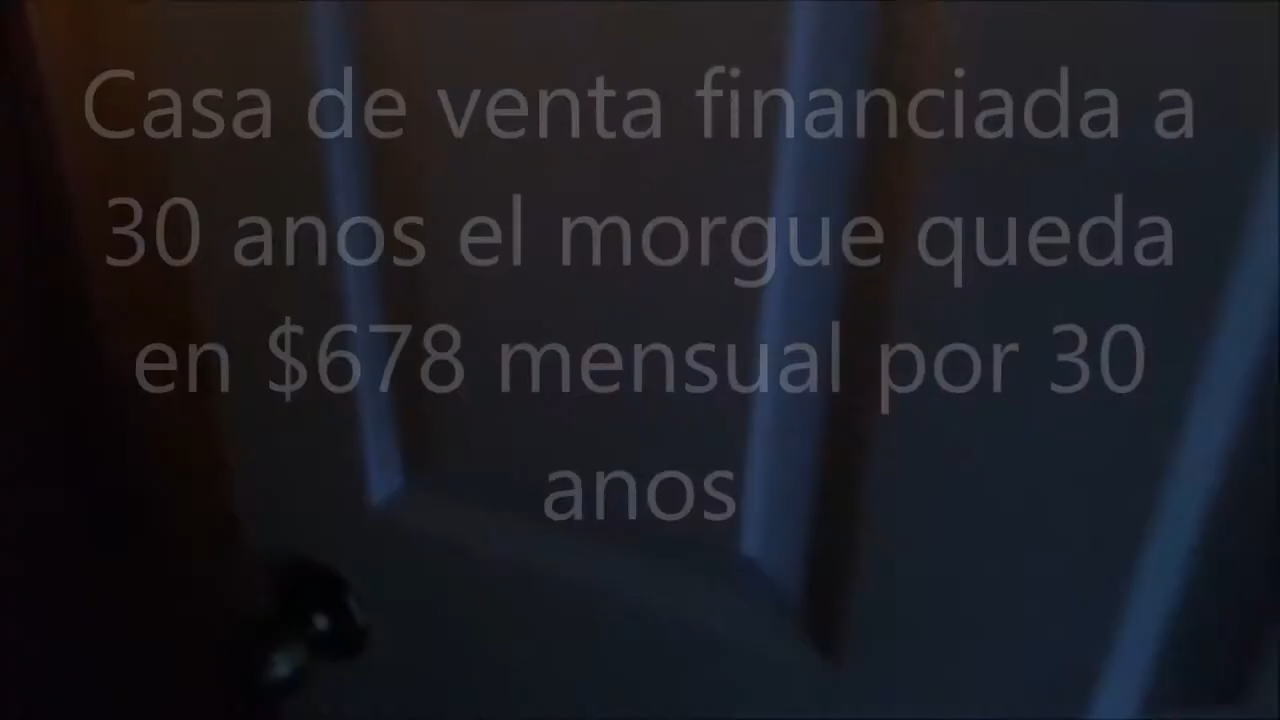 Casa de venta financiada a
30 anos el morgue queda
en $678 mensual por 30
anos